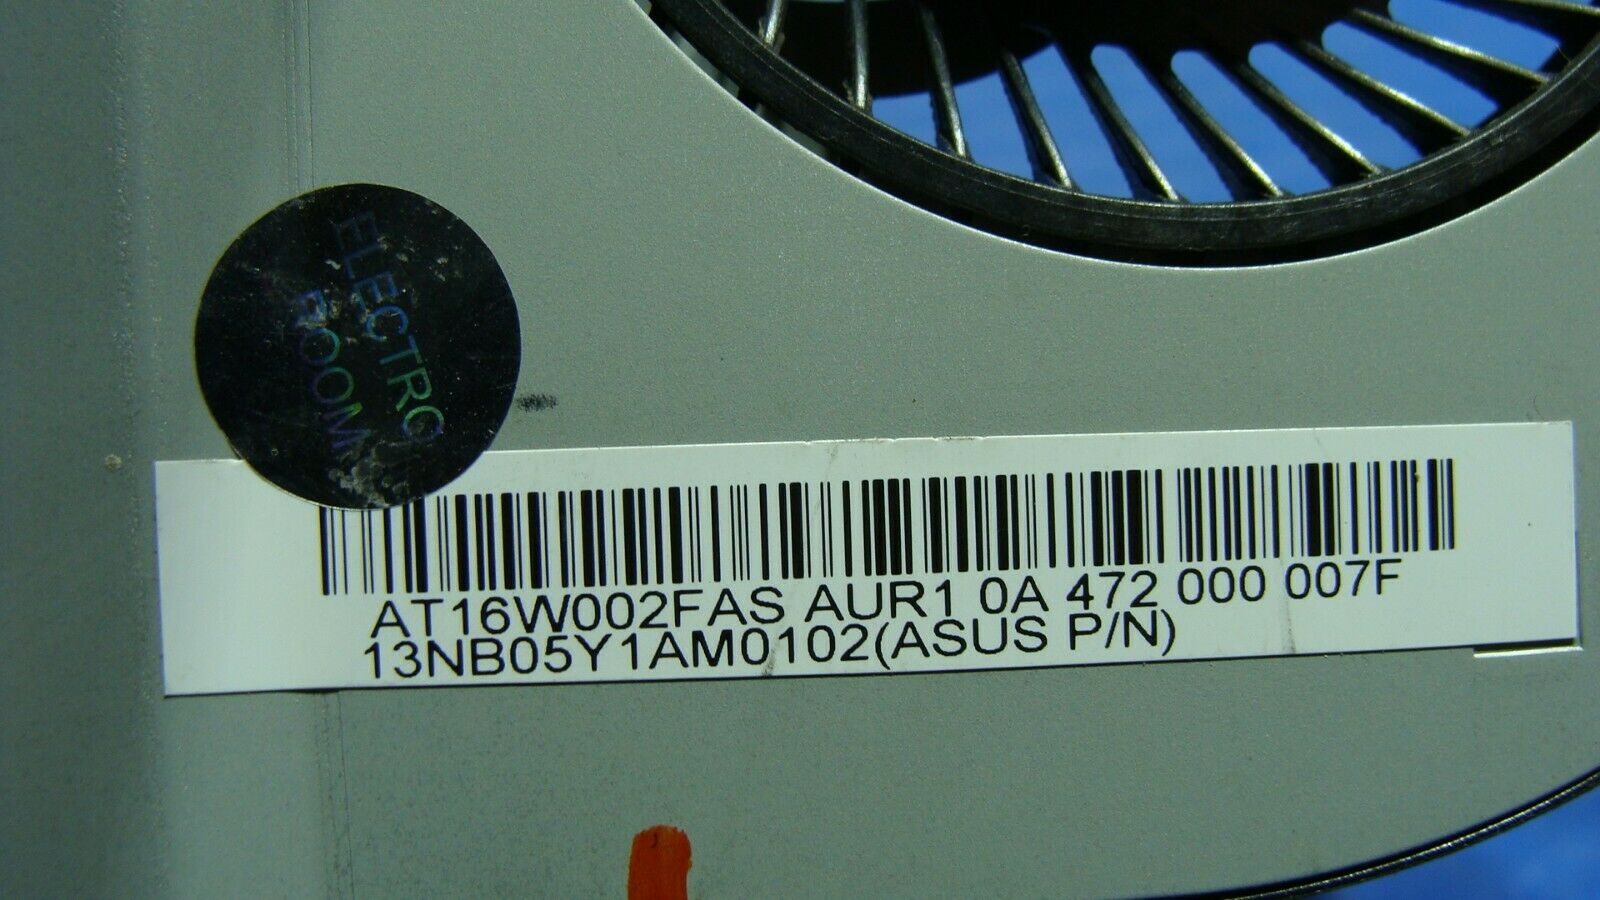 ELECTRO
ROOM
AT16W002FAS AUR1 0A 472 000 007F
13NB05Y1AM0102(ASUS P/N)